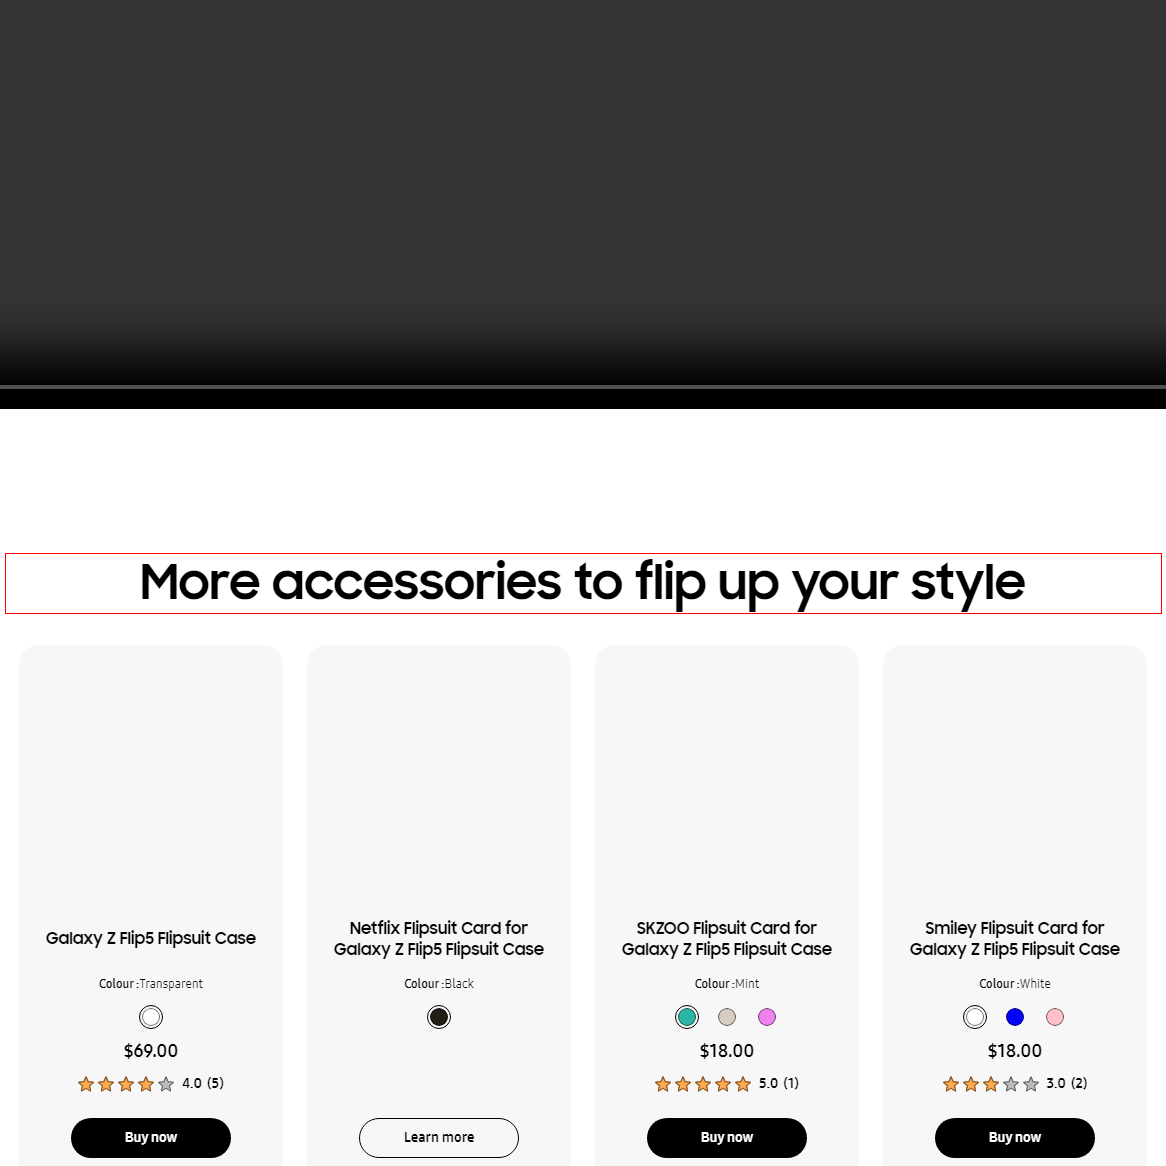 More accessories to flip up your style
Galaxy Z Flip5 Flipsuit Case
Colour :Transparent
$69.00
4.0 (5)
Buy now
Netflix Flipsuit Card for
Galaxy Z Flip5 Flipsuit Case
Colour :Black
Learn more
SKZOO Flipsuit Card for
Galaxy Z Flip5 Flipsuit Case
Colour :Mint
$18.00
5.0 (1)
Buy now
Smiley Flipsuit Card for
Galaxy Z Flip5 Flipsuit Case
Colour :White
$18.00
3.0 (2)
Buy now